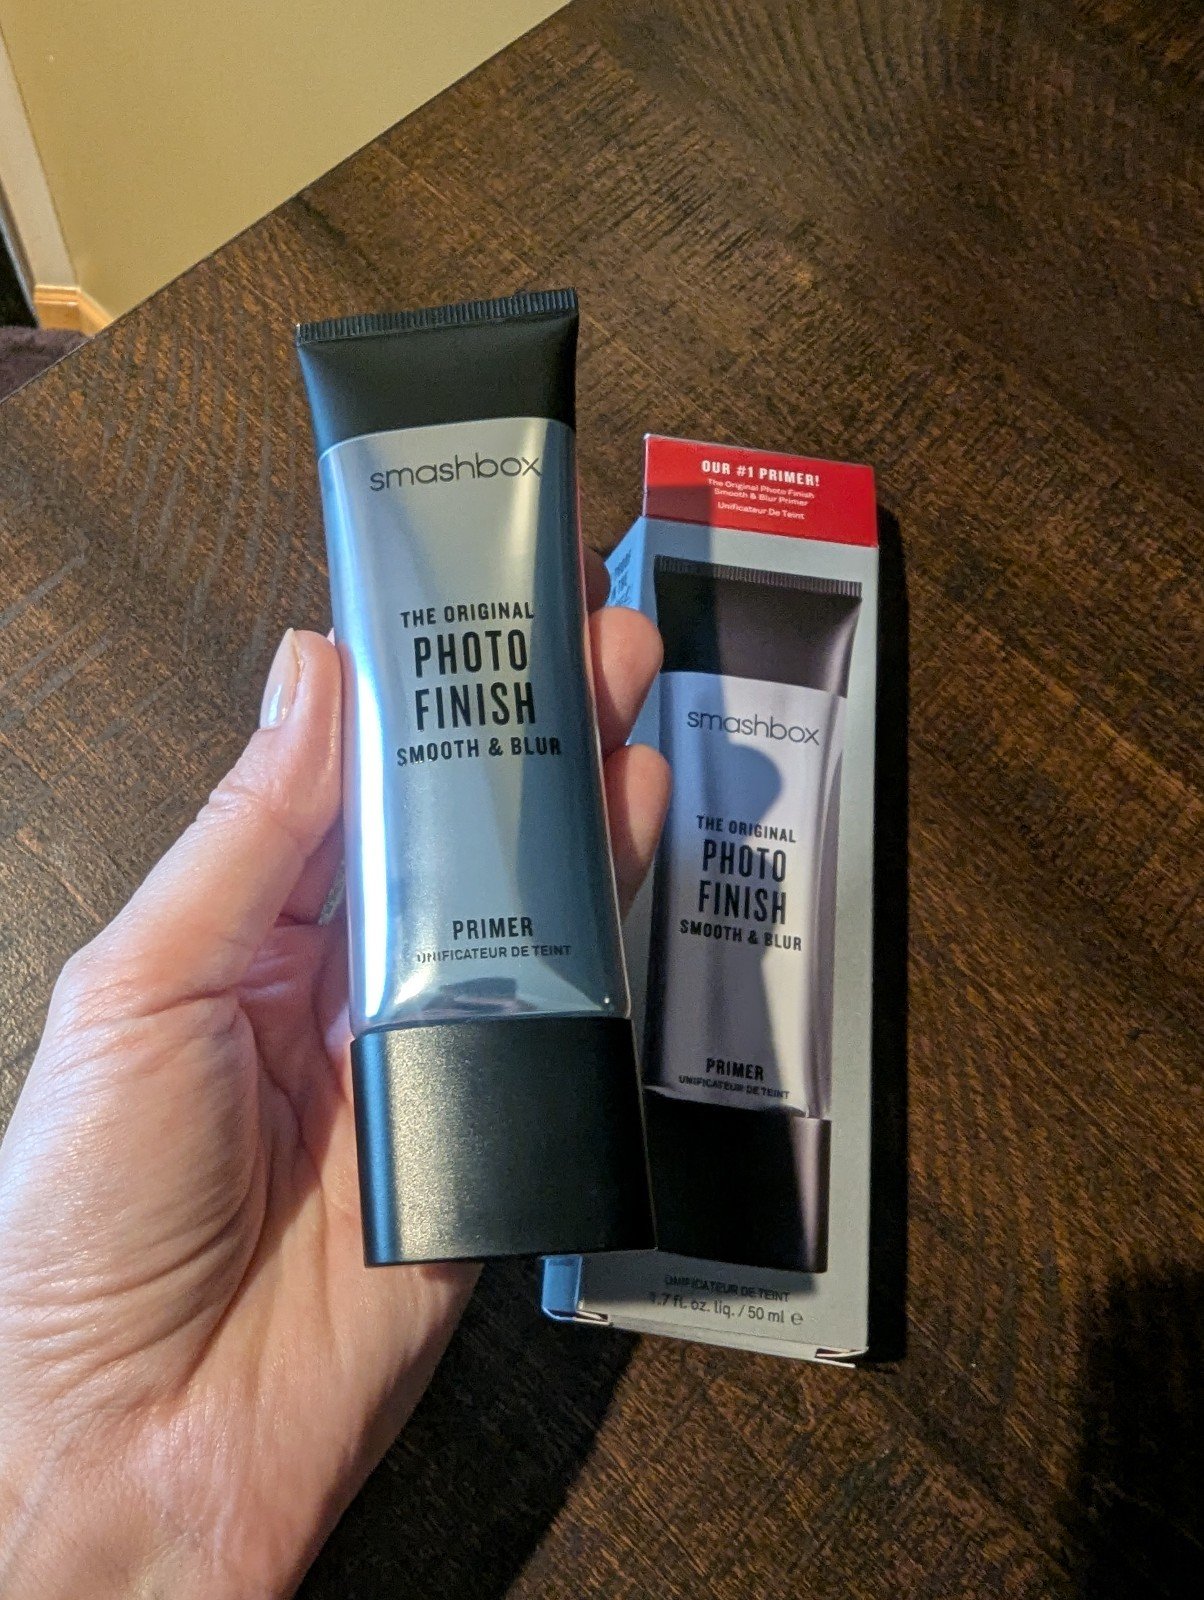 smashbox
THE ORIGINAL
PHOTO
FINISH
SMOOTH & BLUR
PRIMER
UNIFICATEUR DE TEINT
OUR #1 PRIMER!
The Original Photo Finish
Smooth & Blur Primer
Unificateur De Teint
smashbox
THE ORIGINAL
PHOTO
FINISH
SMOOTH & BLUR
PRIMER
UNIFICATEUR DE TEINT
UNIFICATEUR DE TEINT
1.7 fl. oz. liq. / 50 ml ℮